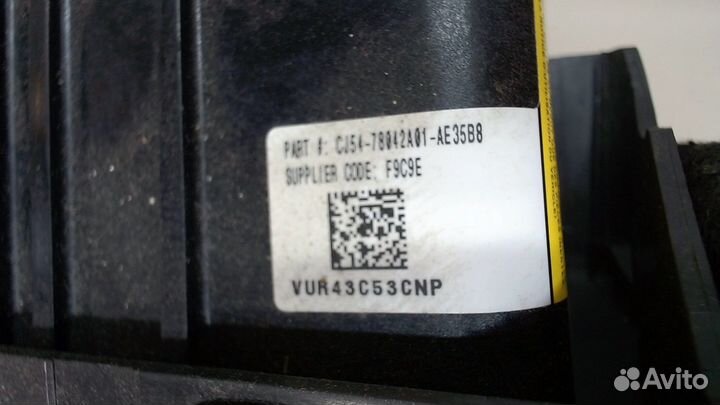 PART #: CJ54-78042A01-AE35B8
SUPPLIER CODE: F9C9E
VUR43C53CNP
Avito